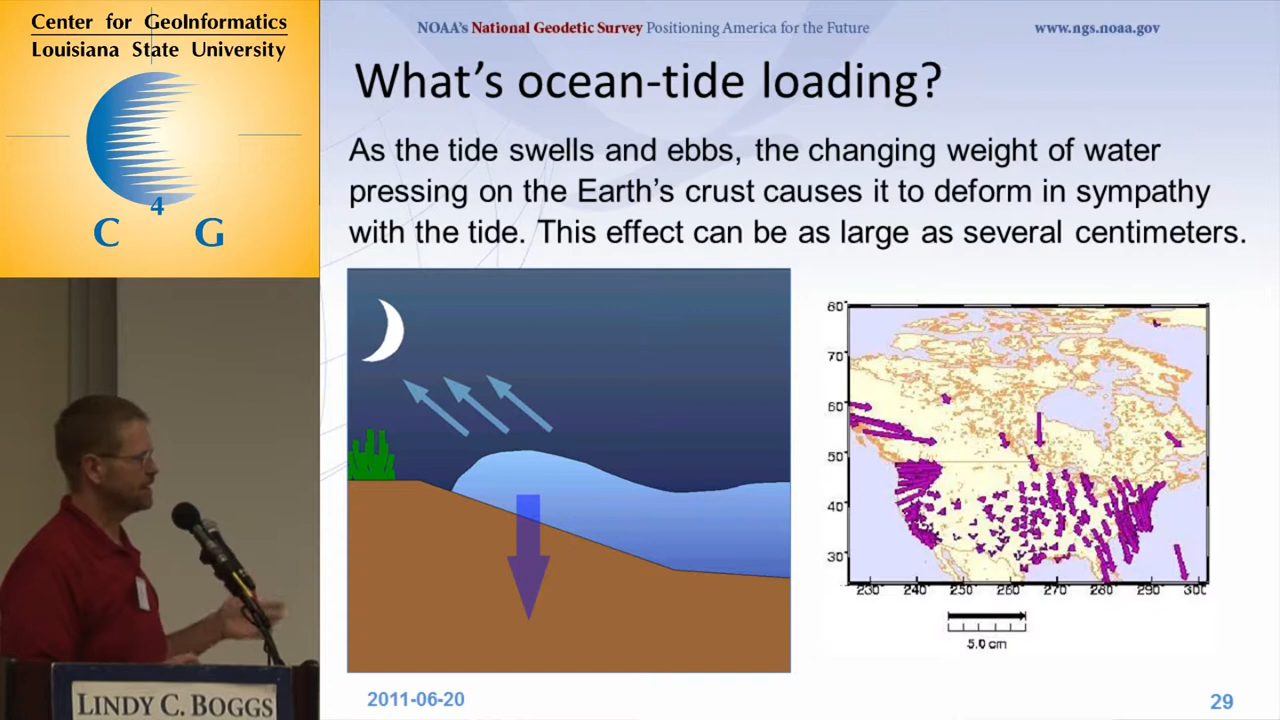 Center for GeoInformatics
Louisiana State University
C 4 G
NOAA's National Geodetic Survey Positioning America for the Future
www.ngs.noaa.gov
What's ocean-tide loading?
As the tide swells and ebbs, the changing weight of water
pressing on the Earth's crust causes it to deform in sympathy
with the tide. This effect can be as large as several centimeters.
80°
70°
60°
50°
40°
30°
230° 240° 250° 260° 270° 280° 290° 300
5.0 cm
LINDY C. BOGGS
2011-06-20
29